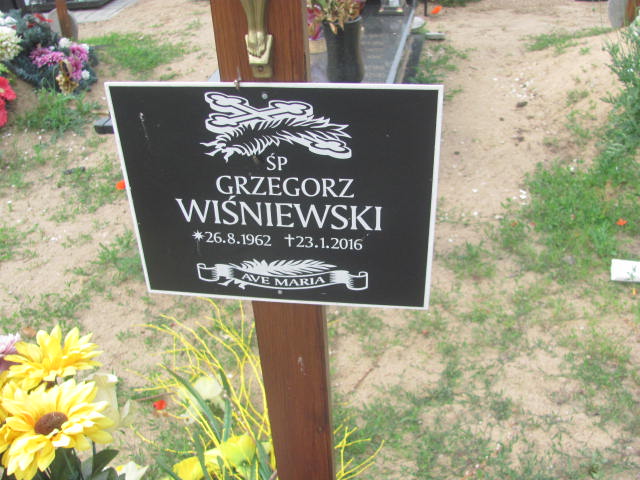 ŚP
GRZEGORZ
WIŚNIEWSKI
*26.8.1962 †23.1.2016
AVE MARIA